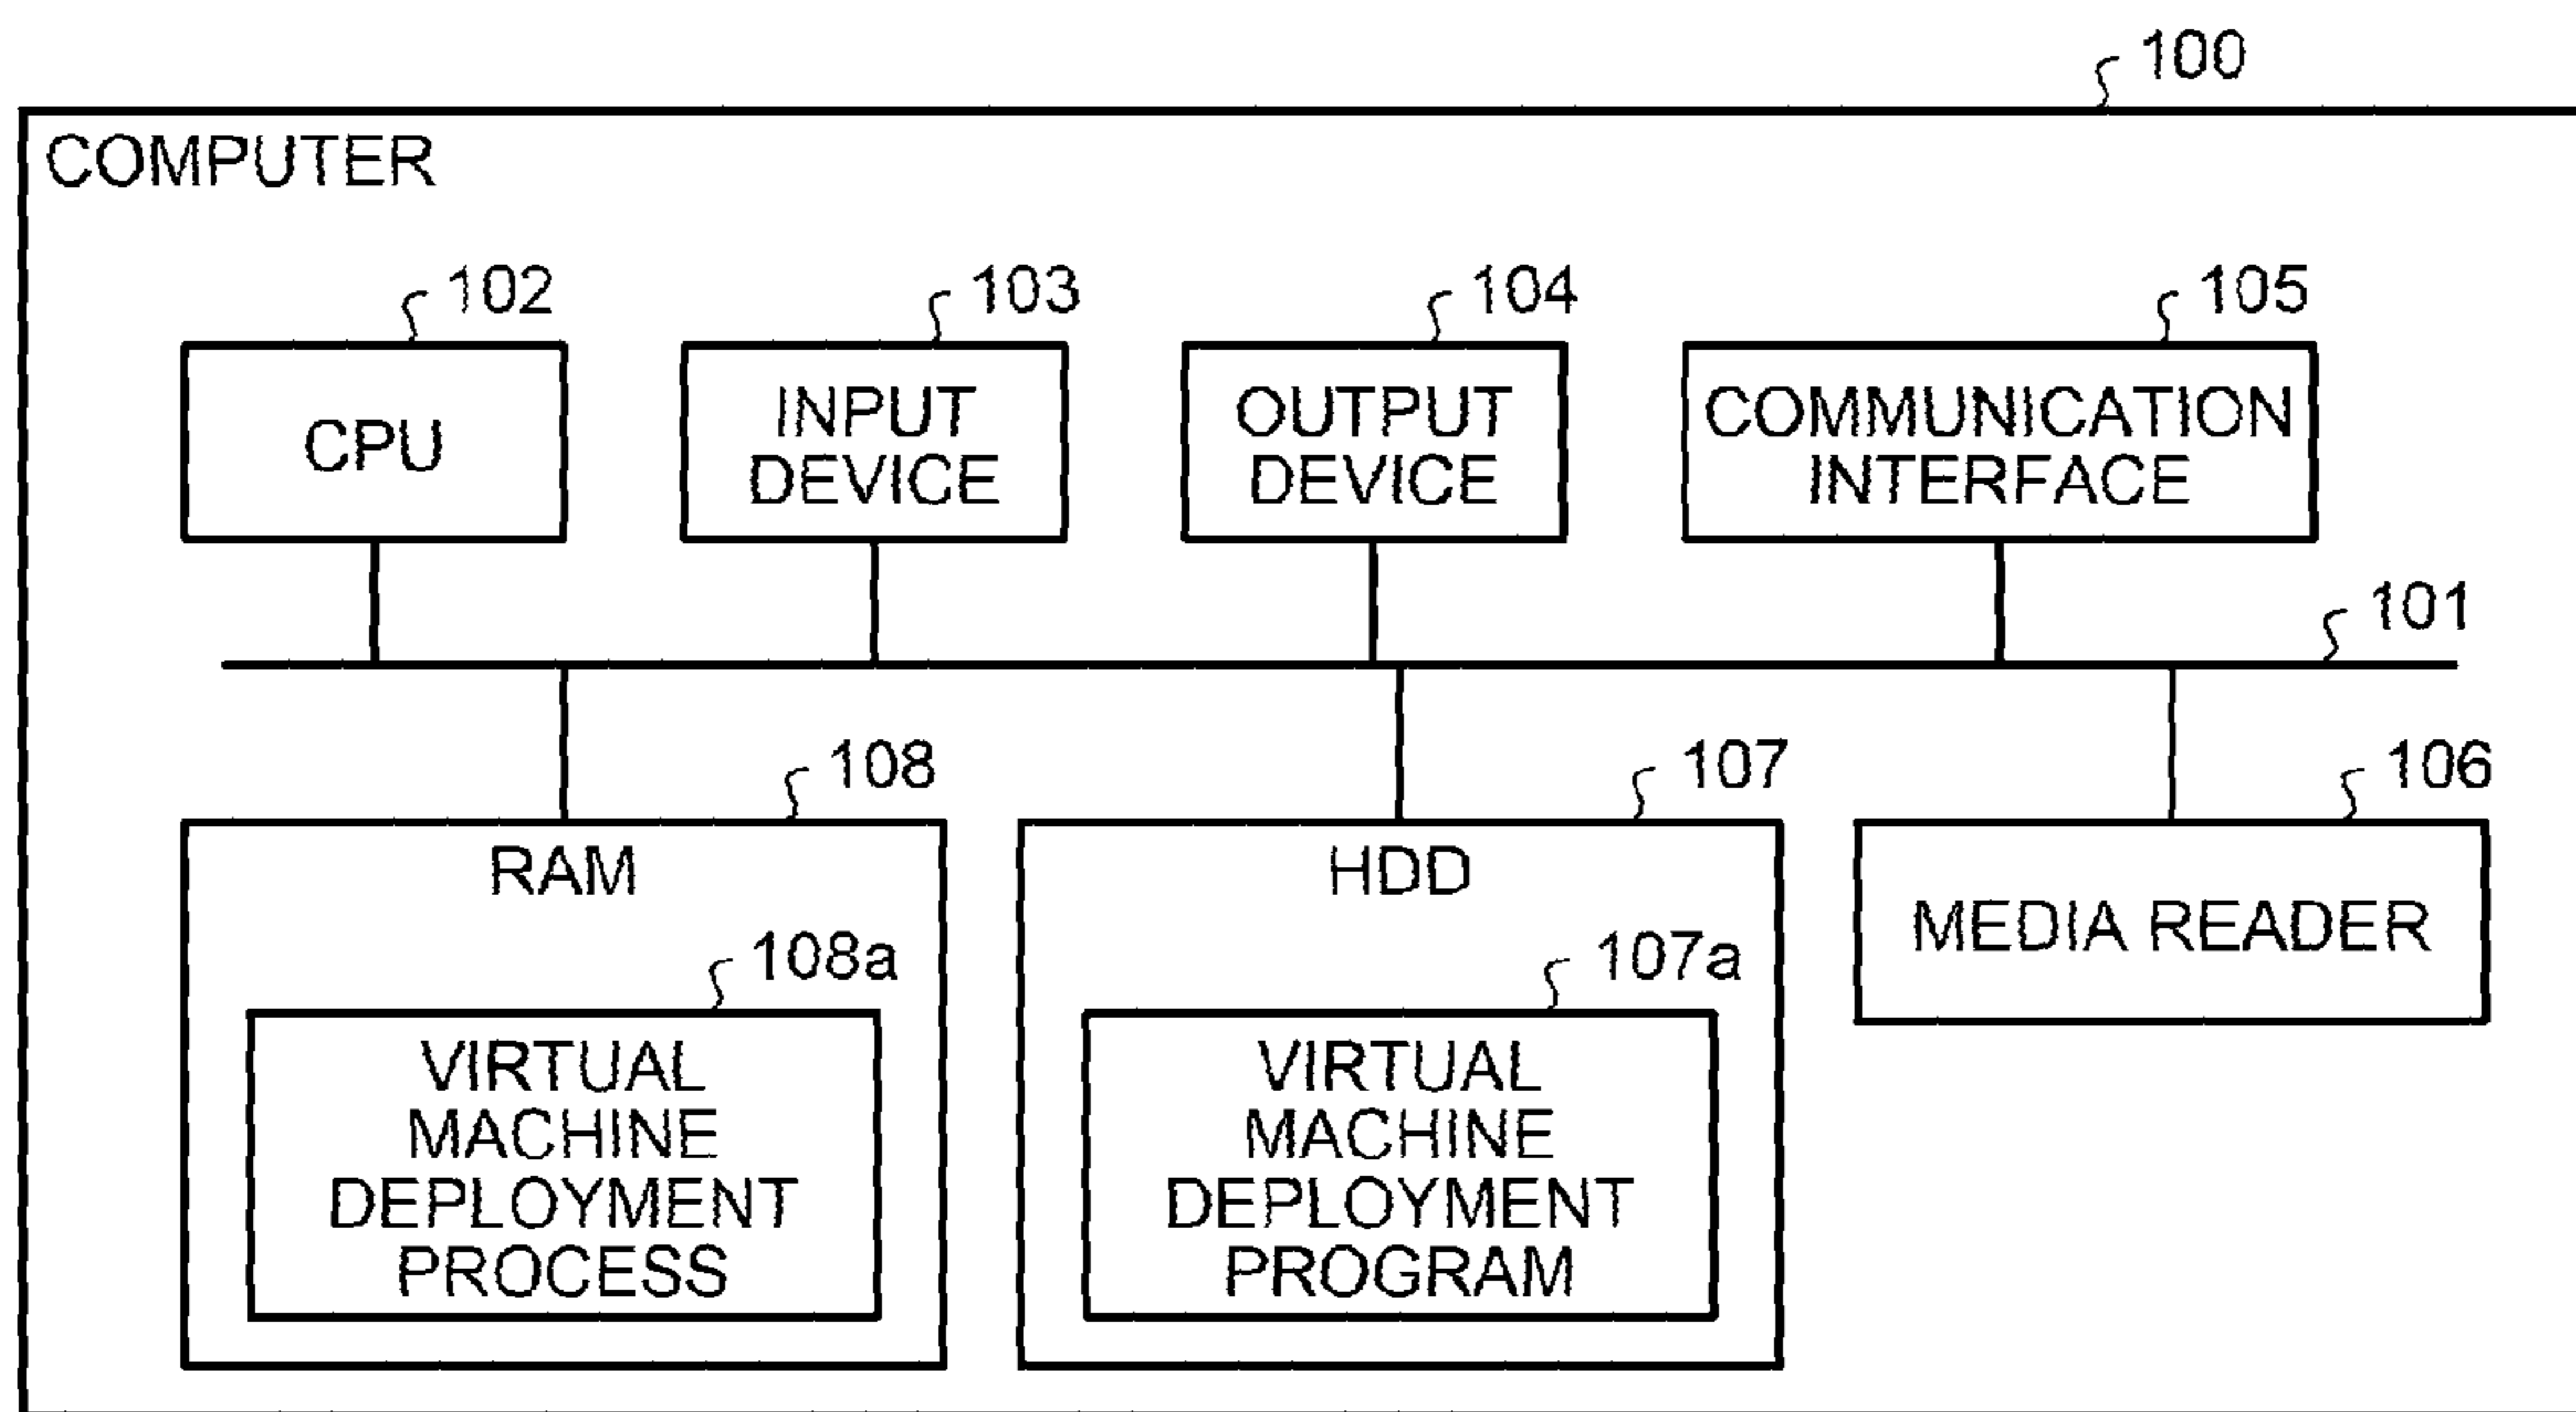 100
COMPUTER
102
103
104
105
CPU
INPUT
DEVICE
OUTPUT
DEVICE
COMMUNICATION
INTERFACE
101
108
107
106
RAM
HDD
MEDIA READER
108a
107a
VIRTUAL
MACHINE
DEPLOYMENT
PROCESS
VIRTUAL
MACHINE
DEPLOYMENT
PROGRAM